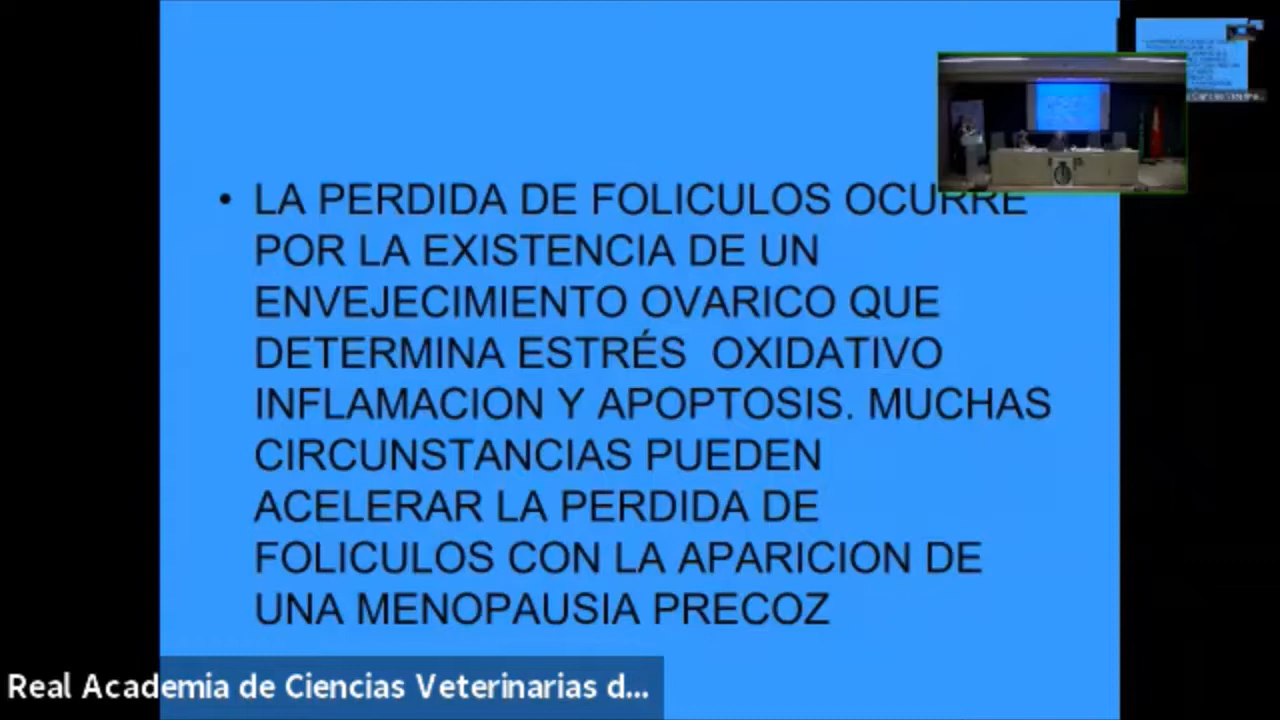 • LA PERDIDA DE FOLICULOS OCURRE
POR LA EXISTENCIA DE UN
ENVEJECIMIENTO OVARICO QUE
DETERMINA ESTRÉS OXIDATIVO
INFLAMACION Y APOPTOSIS. MUCHAS
CIRCUNSTANCIAS PUEDEN
ACELERAR LA PERDIDA DE
FOLICULOS CON LA APARICION DE
UNA MENOPAUSIA PRECOZ
Real Academia de Ciencias Veterinarias d...